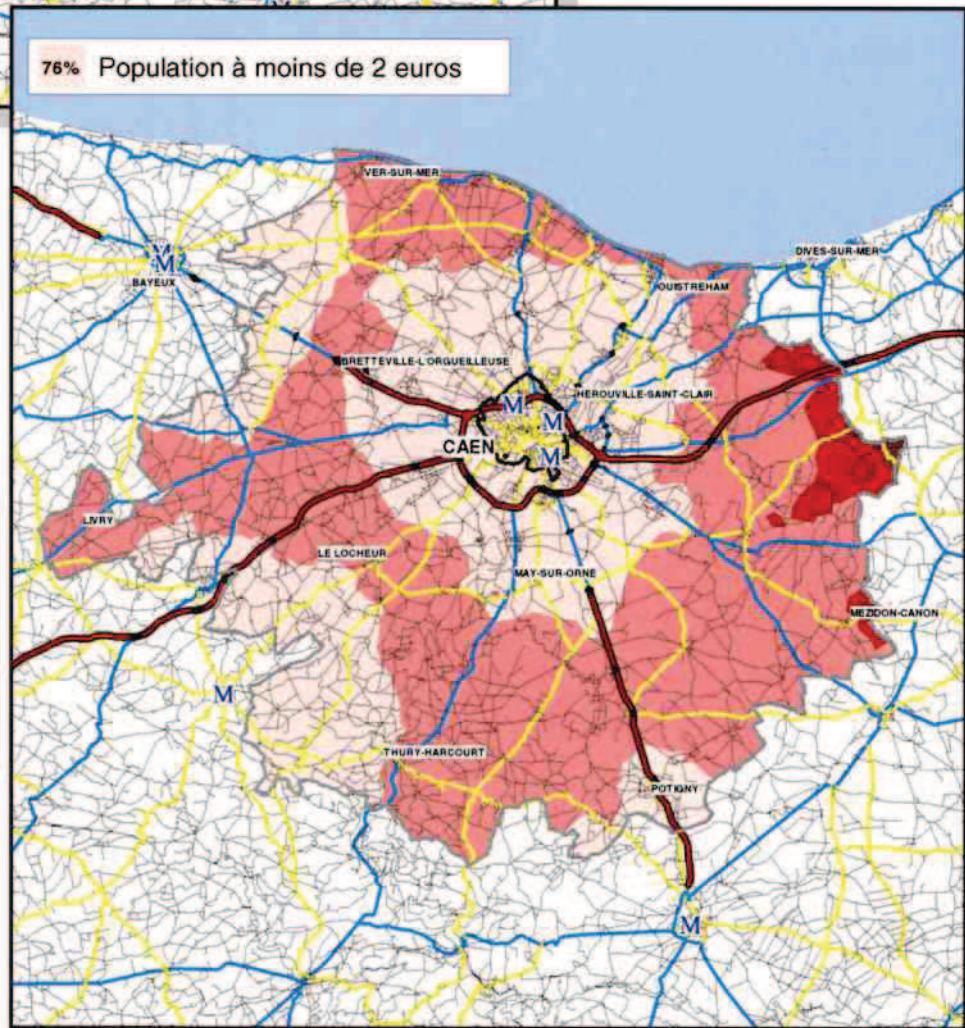 76% Population à moins de 2 euros
VER-SUR-MER
DIVES-SUR-MER
M
M
BAYEUX
OUISTREHAM
BRETTEVILLE-L'ORGUEILLEUSE
HEROUVILLE-SAINT-CLAIR
M
M
CAEN
M
LIVRY
LE LOCHEUR
MAY-SUR-ORNE
MEZIDON-CANON
M
THURY-HARCOURT
POTIGNY
M